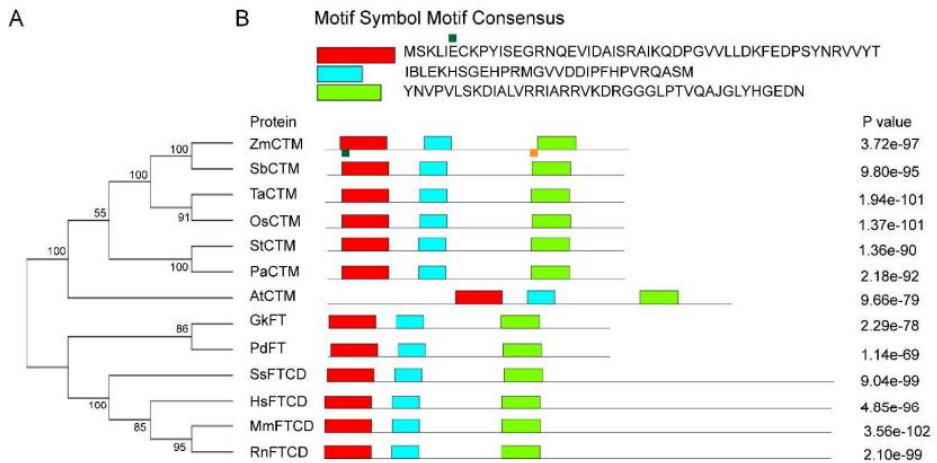 A
B
Motif Symbol Motif Consensus
MSKLIECKPYISEGRNQEVIDAISRAIKQDPGVVLLDKFEDPSYNRVVYT
IBLEKHSGEHPRMGVVDDIPFHPVRQASM
YNVPVLSKDIALVRRIARRVKDRGGGLPTVQAJGLYHGEDN
Protein P value
100 ZmCTM 3.72e-97
SbCTM 9.80e-95
100 TaCTM 1.94e-101
55 91 OsCTM 1.37e-101
100 StCTM 1.36e-90
100 PaCTM 2.18e-92
AtCTM 9.66e-79
86 GkFT 2.29e-78
PdFT 1.14e-69
SsFTCD 9.04e-99
100 HsFTCD 4.85e-96
85 MmFTCD 3.56e-102
95 RnFTCD 2.10e-99